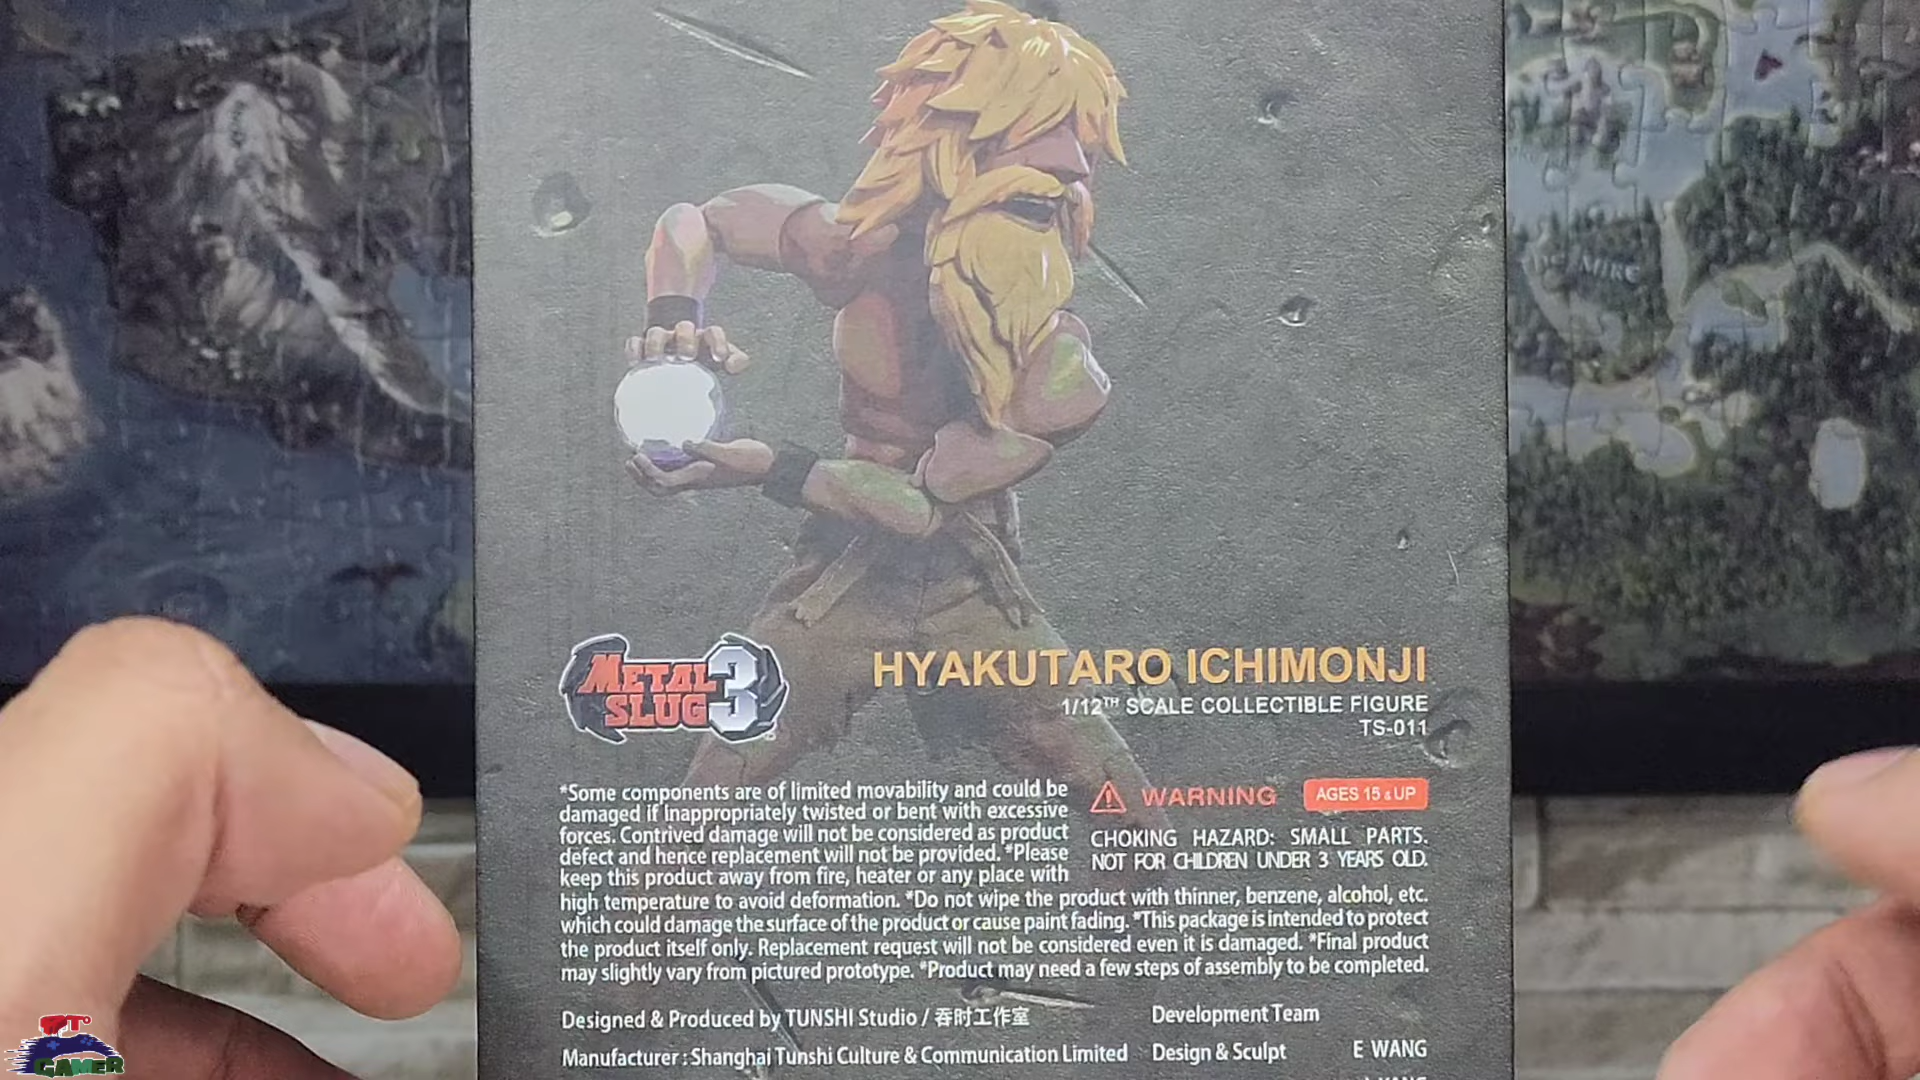 THE MIRE
METAL
SLUG 3
HYAKUTARO ICHIMONJI
1/12TH SCALE COLLECTIBLE FIGURE
TS-011
*Some components are of limited movability and could be
damaged if inappropriately twisted or bent with excessive
forces. Contrived damage will not be considered as product
defect and hence replacement will not be provided. *Please
keep this product away from fire, heater or any place with
high temperature to avoid deformation. *Do not wipe the product with thinner, benzene, alcohol, etc.
which could damage the surface of the product or cause paint fading. *This package is intended to protect
the product itself only. Replacement request will not be considered even it is damaged. *Final product
may slightly vary from pictured prototype. *Product may need a few steps of assembly to be completed.
WARNING
AGES 15 & UP
CHOKING HAZARD: SMALL PARTS.
NOT FOR CHILDREN UNDER 3 YEARS OLD.
Designed & Produced by TUNSHI Studio / 吞时工作室
Manufacturer : Shanghai Tunshi Culture & Communication Limited
Development Team
Design & Sculpt E WANG
GAMER